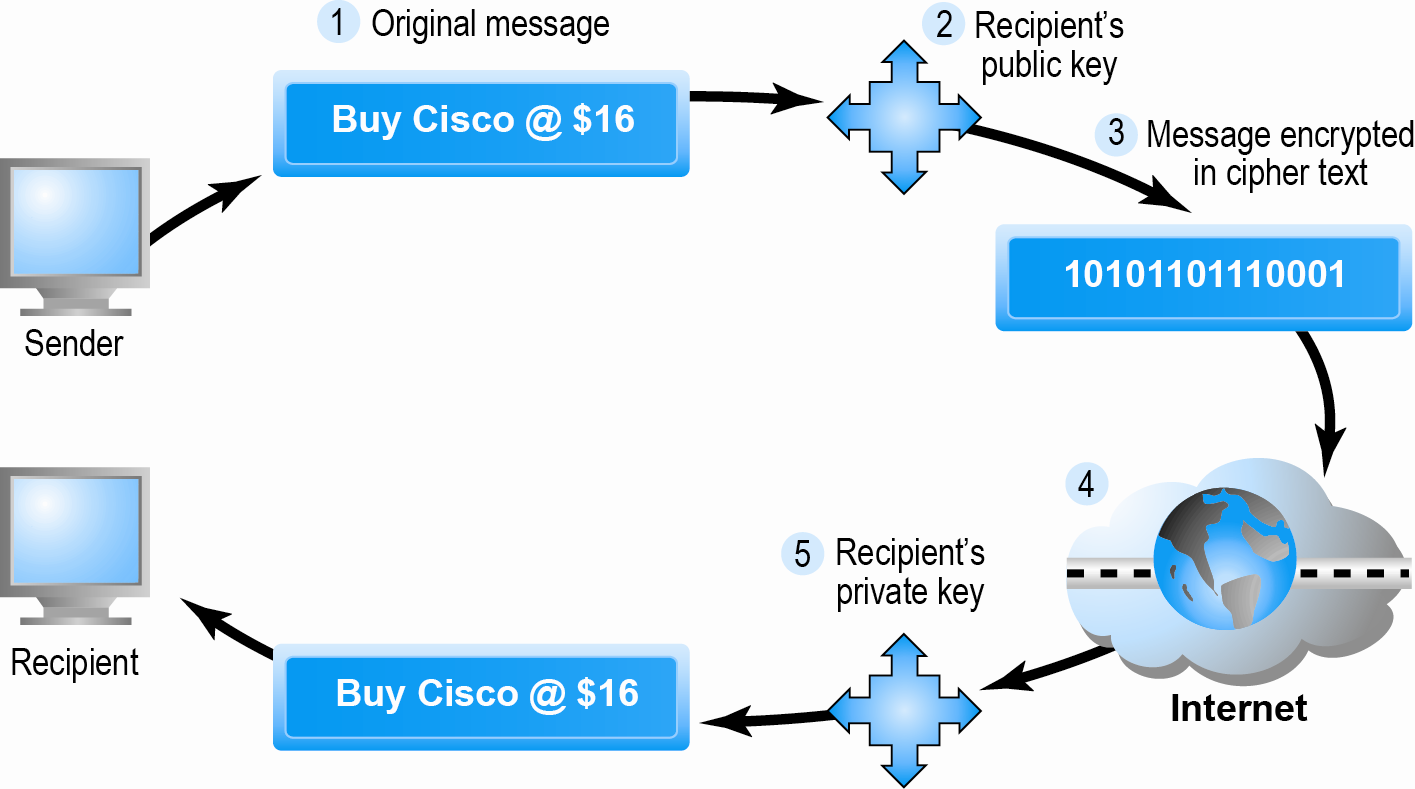 1 Original message
Buy Cisco @ $16
2 Recipient's
public key
3 Message encrypted
in cipher text
10101101110001
Sender
4
Internet
5 Recipient's
private key
Buy Cisco @ $16
Recipient